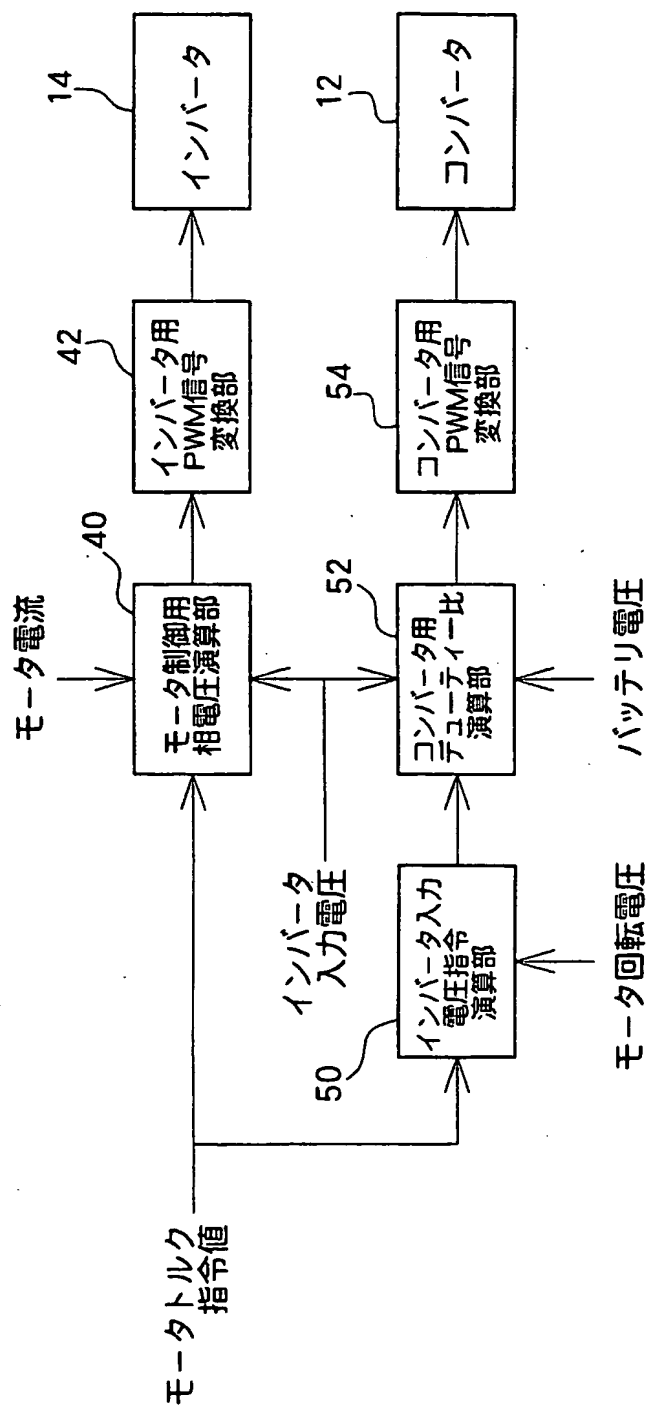 モータトルク
指令値
モータ電流
40
モータ制御用
相電圧演算部
42
インバータ用
PWM信号
変換部
14
インバータ
インバータ
入力電圧
50
インバータ入力
電圧指令
演算部
モータ回転電圧
52
コンバータ用
デューティー比
演算部
バッテリ電圧
54
コンバータ用
PWM信号
変換部
12
コンバータ